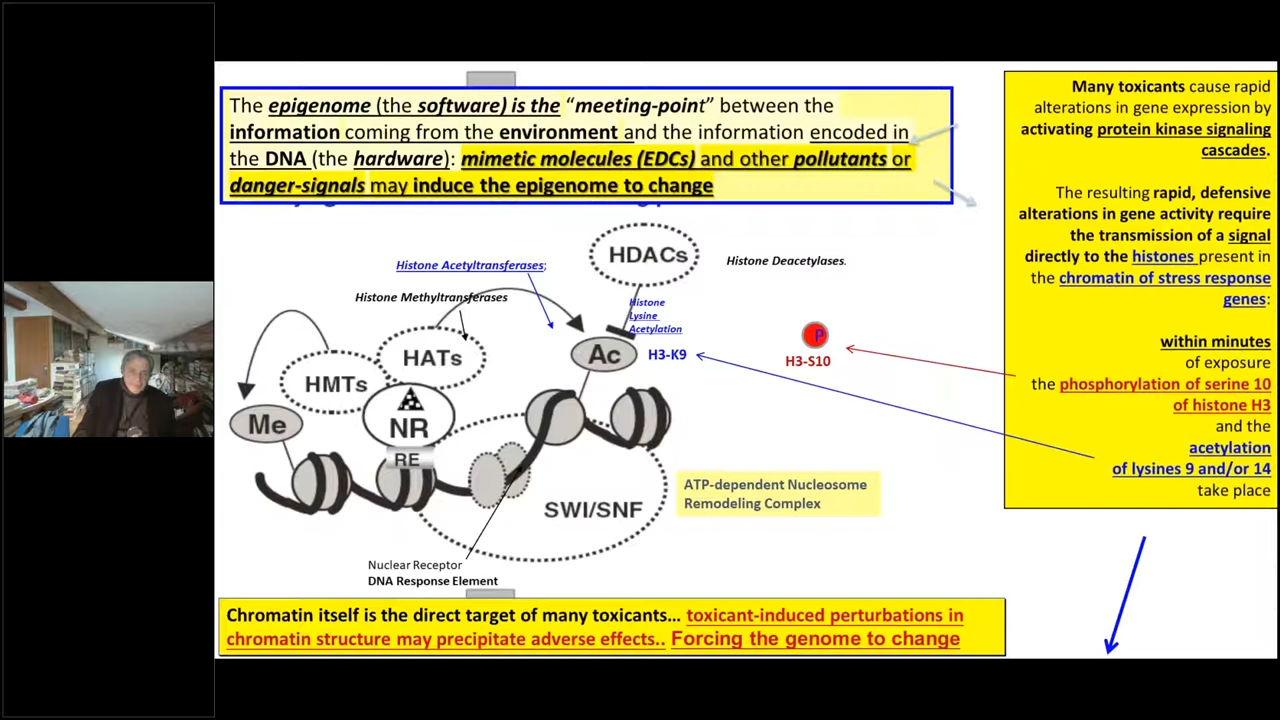 The epigenome (the software) is the “meeting-point” between the
information coming from the environment and the information encoded in
the DNA (the hardware): mimetic molecules (EDCs) and other pollutants or
danger-signals may induce the epigenome to change
Many toxicants cause rapid
alterations in gene expression by
activating protein kinase signaling
cascades.
The resulting rapid, defensive
alterations in gene activity require
the transmission of a signal
directly to the histones present in
the chromatin of stress response
genes:
within minutes
of exposure
the phosphorylation of serine 10
of histone H3
and the
acetylation
of lysines 9 and/or 14
take place
HDACs
Histone Deacetylases.
Histone Acetyltransferases;
Histone Methyltransferases
Histone
Lysine
Acetylation
P
H3-S10
HATs
Ac
H3-K9
HMTs
Me
NR
RE
SWI/SNF
ATP-dependent Nucleosome
Remodeling Complex
Nuclear Receptor
DNA Response Element
Chromatin itself is the direct target of many toxicants... toxicant-induced perturbations in
chromatin structure may precipitate adverse effects.. Forcing the genome to change